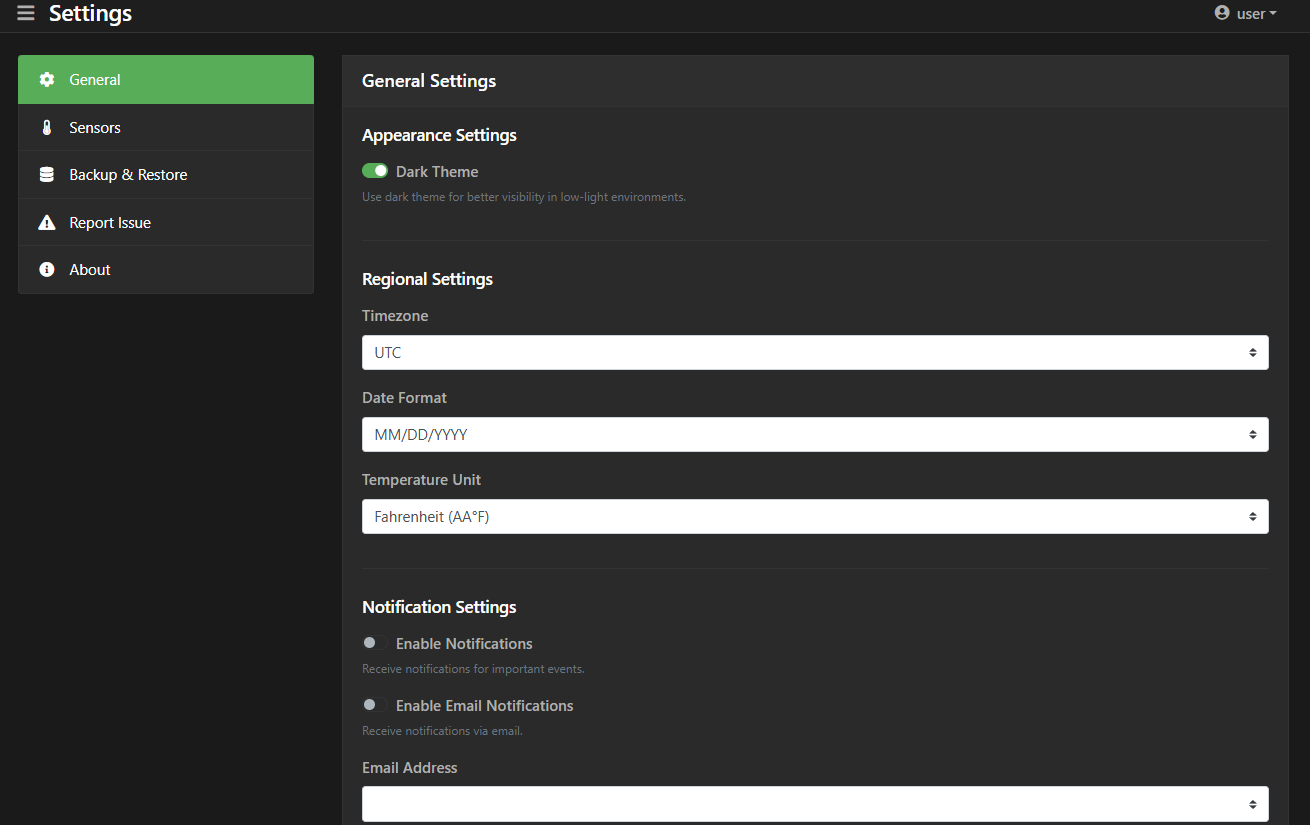 Settings
user
General
Sensors
Backup & Restore
Report Issue
About
General Settings
Appearance Settings
Dark Theme
Use dark theme for better visibility in low-light environments.
Regional Settings
Timezone
UTC
Date Format
MM/DD/YYYY
Temperature Unit
Fahrenheit (AA°F)
Notification Settings
Enable Notifications
Receive notifications for important events.
Enable Email Notifications
Receive notifications via email.
Email Address